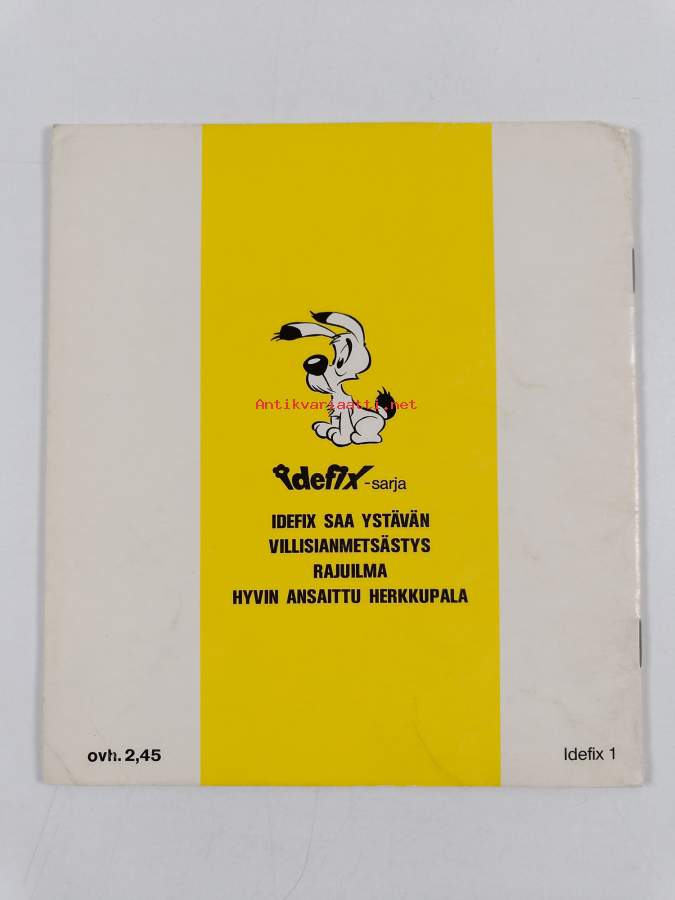 Antikvariaatti.net
idefix -sarja
IDEFIX SAA YSTÄVÄN
VILLISIANMETSÄSTYS
RAJUILMA
HYVIN ANSAITTU HERKKUPALA
ovh. 2,45
Idefix 1